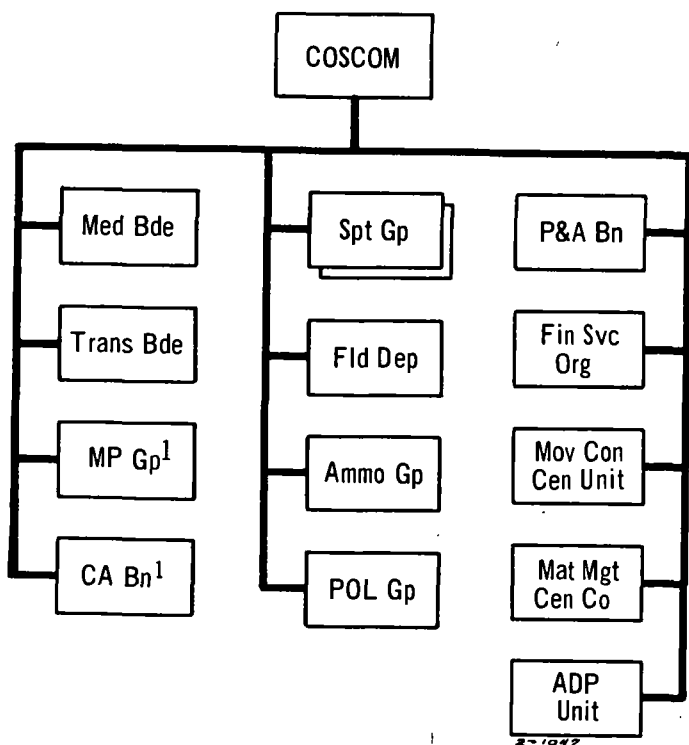 COSCOM
Med Bde
Trans Bde
MP Gp¹
CA Bn¹
Spt Gp
Fld Dep
Ammo Gp
POL Gp
P&A Bn
Fin Svc
Org
Mov Con
Cen Unit
Mat Mgt
Cen Co
ADP
Unit